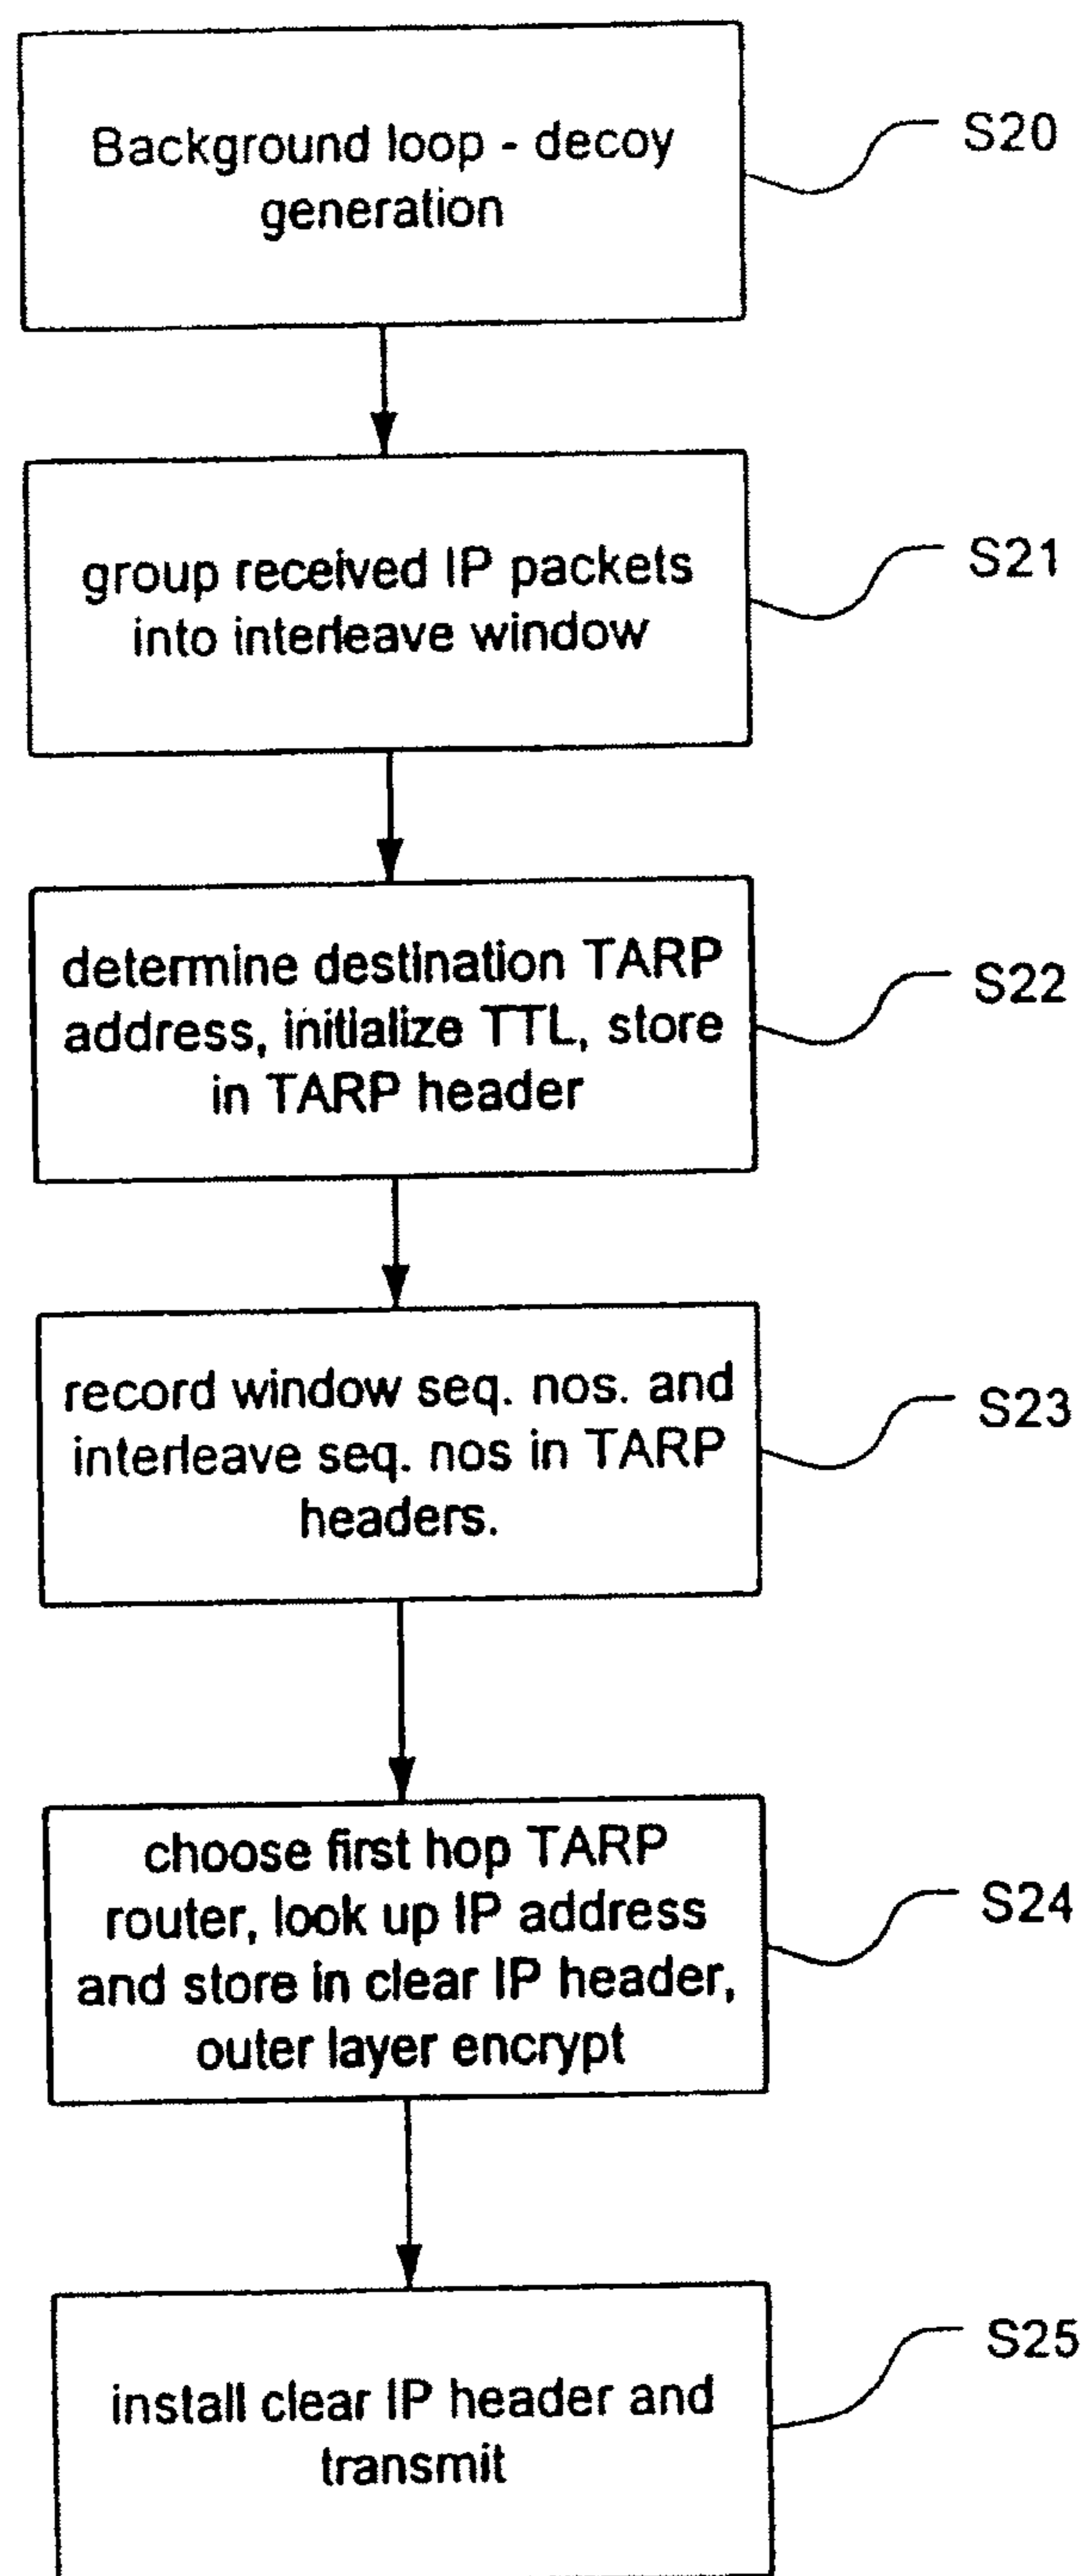 Background loop - decoy
generation
S20
group received IP packets
into interleave window
S21
determine destination TARP
address, initialize TTL, store
in TARP header
S22
record window seq. nos. and
interleave seq. nos in TARP
headers.
S23
choose first hop TARP
router, look up IP address
and store in clear IP header,
outer layer encrypt
S24
install clear IP header and
transmit
S25